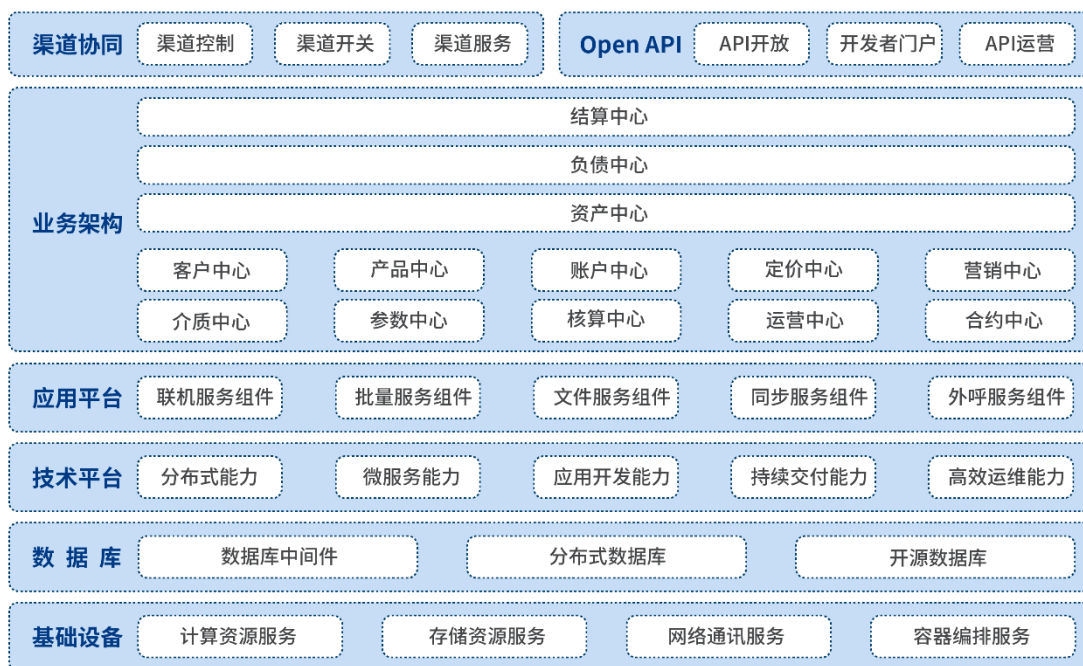 渠道协同 渠道控制 渠道开关 渠道服务
Open API API开放 开发者门户 API运营
业务架构
结算中心
负债中心
资产中心
客户中心 产品中心 账户中心 定价中心 营销中心
介质中心 参数中心 核算中心 运营中心 合约中心
应用平台 联机服务组件 批量服务组件 文件服务组件 同步服务组件 外呼服务组件
技术平台 分布式能力 微服务能力 应用开发能力 持续交付能力 高效运维能力
数据库 数据库中间件 分布式数据库 开源数据库
基础设备 计算资源服务 存储资源服务 网络通讯服务 容器编排服务